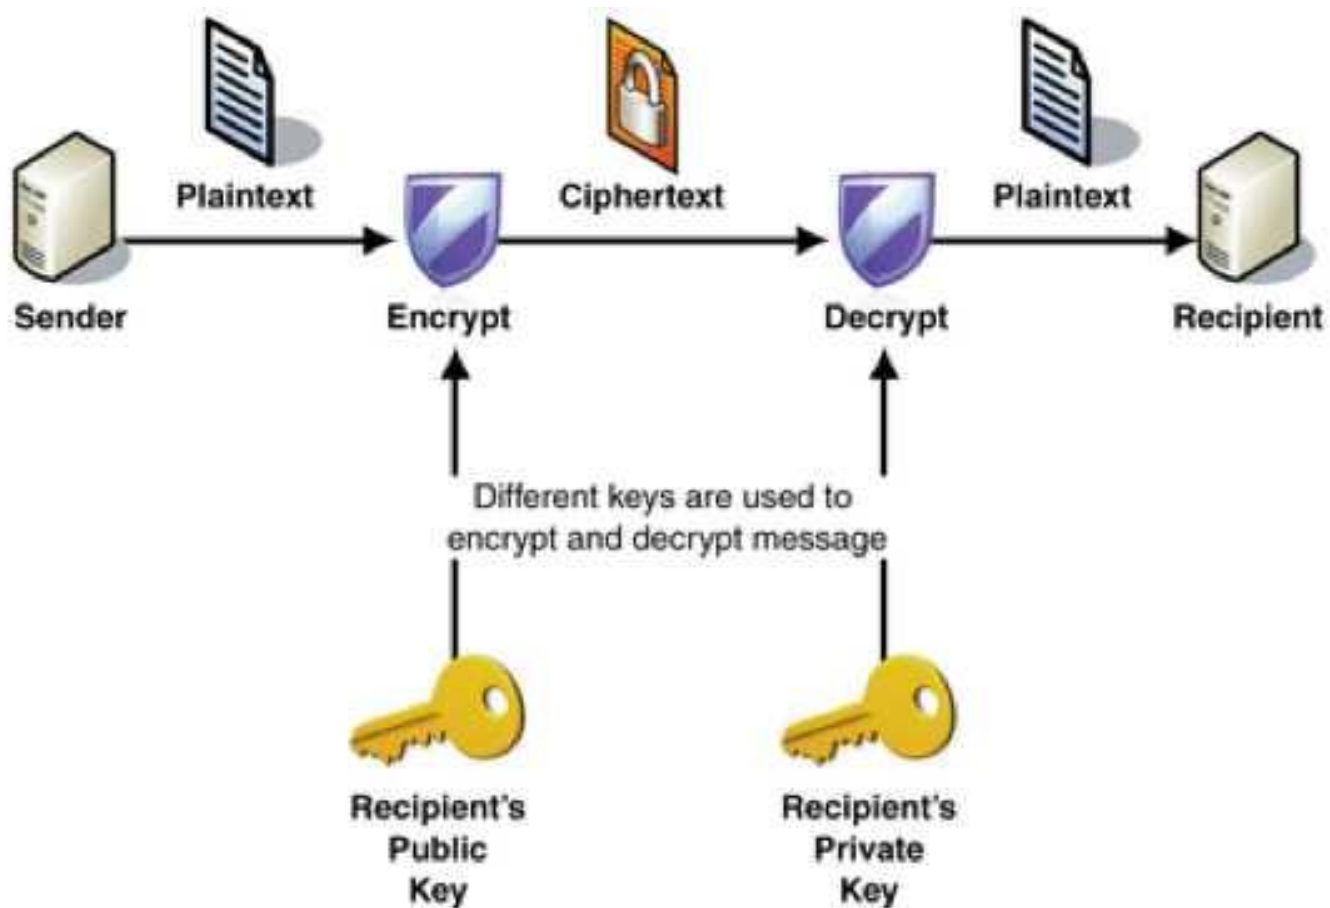 Plaintext
Ciphertext
Plaintext
Sender
Encrypt
Decrypt
Recipient
Different keys are used to
encrypt and decrypt message
Recipient's
Public
Key
Recipient's
Private
Key